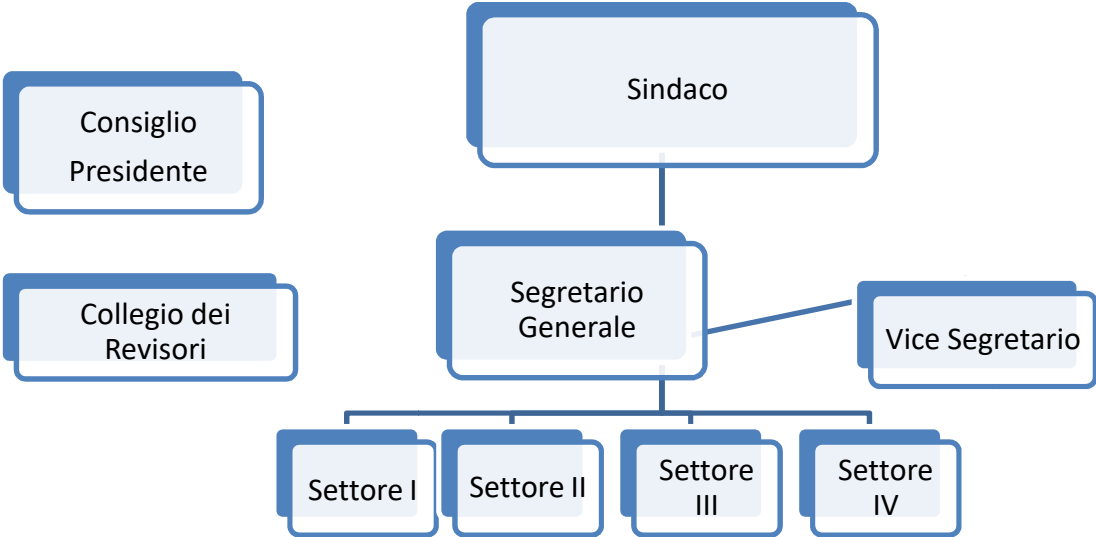 Sindaco
Consiglio
Presidente
Segretario
Generale
Collegio dei
Revisori
Vice Segretario
Settore I
Settore II
Settore
III
Settore
IV